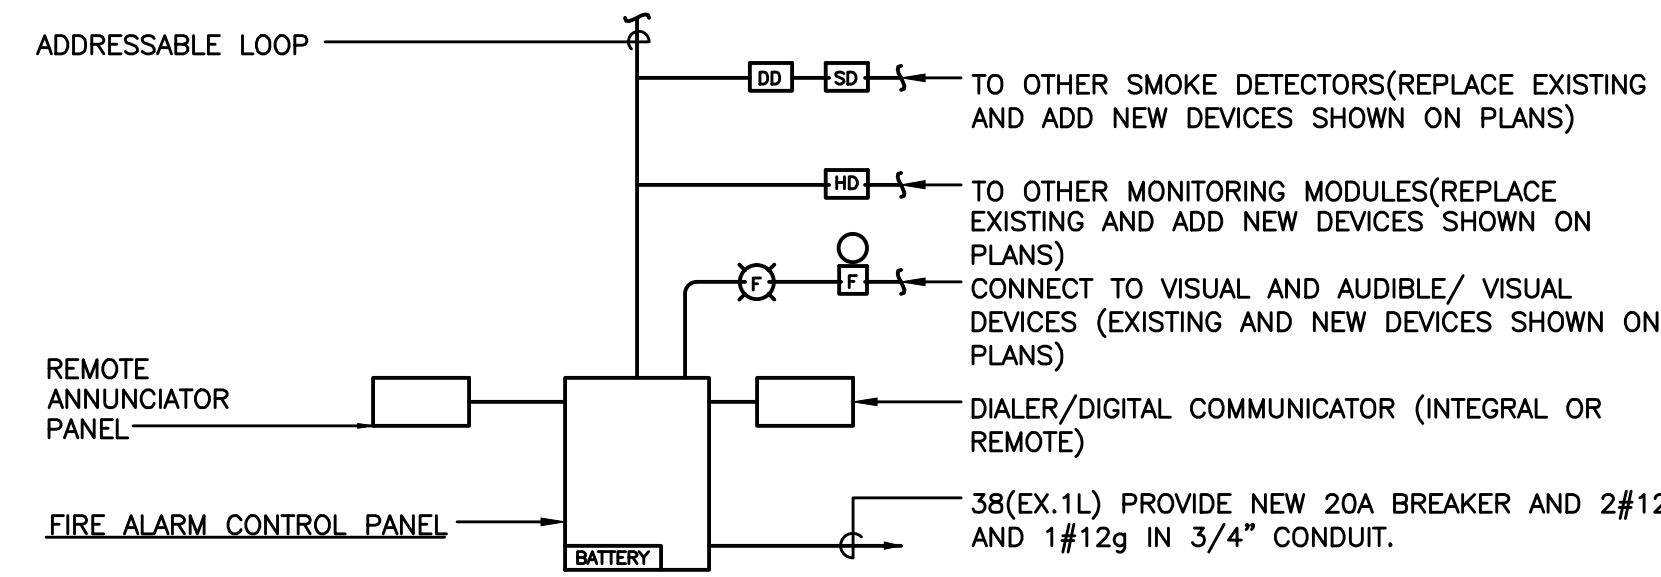 ADDRESSABLE LOOP
DD
SD
TO OTHER SMOKE DETECTORS(REPLACE EXISTING
AND ADD NEW DEVICES SHOWN ON PLANS)
HD
TO OTHER MONITORING MODULES(REPLACE
EXISTING AND ADD NEW DEVICES SHOWN ON
PLANS)
F
F
CONNECT TO VISUAL AND AUDIBLE/ VISUAL
DEVICES (EXISTING AND NEW DEVICES SHOWN ON
PLANS)
REMOTE
ANNUNCIATOR
PANEL
DIALER/DIGITAL COMMUNICATOR (INTEGRAL OR
REMOTE)
FIRE ALARM CONTROL PANEL
BATTERY
38(EX.1L) PROVIDE NEW 20A BREAKER AND 2#12
AND 1#12g IN 3/4" CONDUIT.